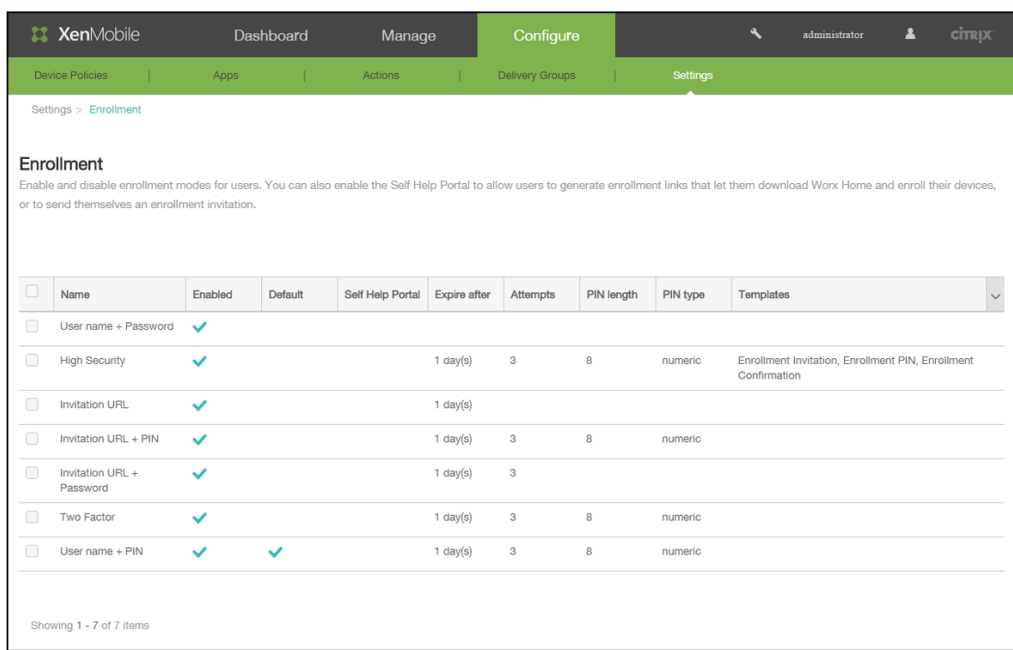 XenMobile Dashboard Manage Configure administrator CİTRIX
Device Policies | Apps | Actions | Delivery Groups | Settings
Settings > Enrollment
Enrollment
Enable and disable enrollment modes for users. You can also enable the Self Help Portal to allow users to generate enrollment links that let them download Worx Home and enroll their devices,
or to send themselves an enrollment invitation.
Name Enabled Default Self Help Portal Expire after Attempts PIN length PIN type Templates
User name + Password
High Security 1 day(s) 3 8 numeric Enrollment Invitation, Enrollment PIN, Enrollment
Confirmation
Invitation URL 1 day(s)
Invitation URL + PIN 1 day(s) 3 8 numeric
Invitation URL + 1 day(s) 3
Password
Two Factor 1 day(s) 3 8 numeric
User name + PIN 1 day(s) 3 8 numeric
Showing 1 - 7 of 7 items